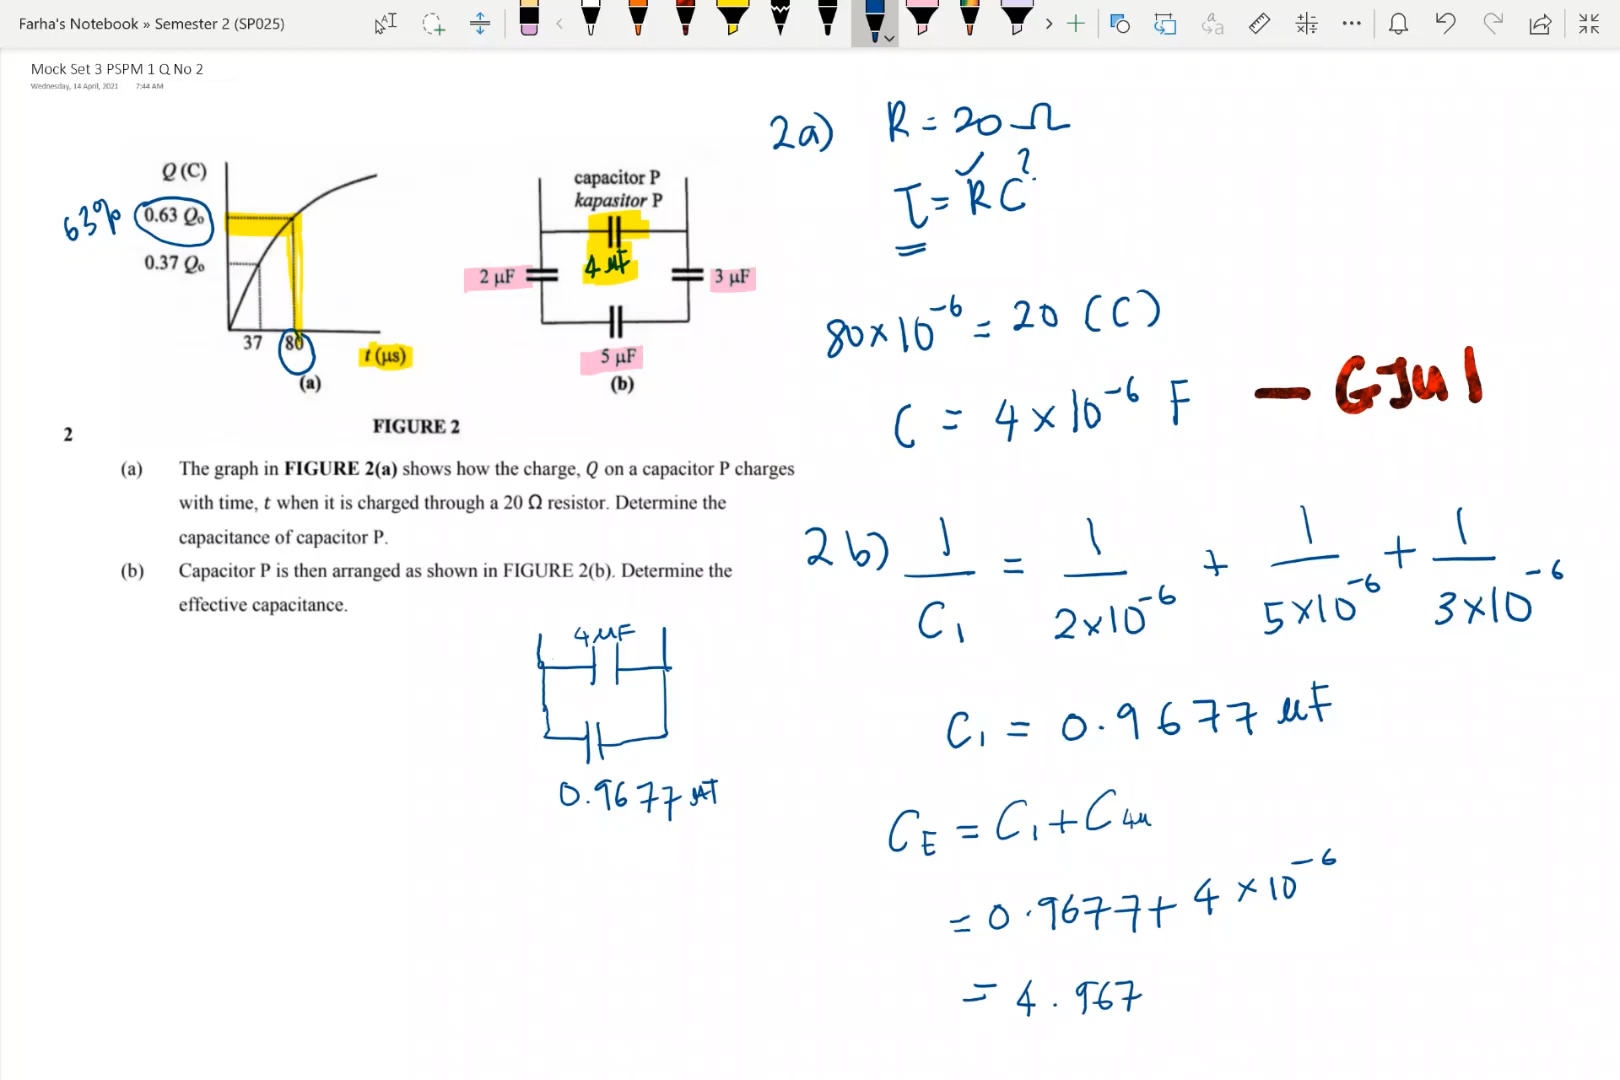 Farha's Notebook » Semester 2 (SP025)
Mock Set 3 PSPM 1 Q No 2
Wednesday, 14 April, 2021 7:44 AM
Q (C)
63%
0.63 Q₀
0.37 Q₀
37 80
t (μs)
(a)
capacitor P
kapasitor P
4 μF
2 μF
3 μF
5 μF
(b)
FIGURE 2
2
(a) The graph in FIGURE 2(a) shows how the charge, Q on a capacitor P charges
with time, t when it is charged through a 20 Ω resistor. Determine the
capacitance of capacitor P.
(b) Capacitor P is then arranged as shown in FIGURE 2(b). Determine the
effective capacitance.
4 μF
0.9677 μF
2a) R = 20 Ω
✓ ?
τ = RC
80 × 10⁻⁶ = 20 (C)
C = 4 × 10⁻⁶ F — GJU1
2b) 1/C₁ = 1/2×10⁻⁶ + 1/5×10⁻⁶ + 1/3×10⁻⁶
C₁ = 0.9677 μF
C_E = C₁ + C₄μ
= 0.9677 + 4 × 10⁻⁶
= 4.967